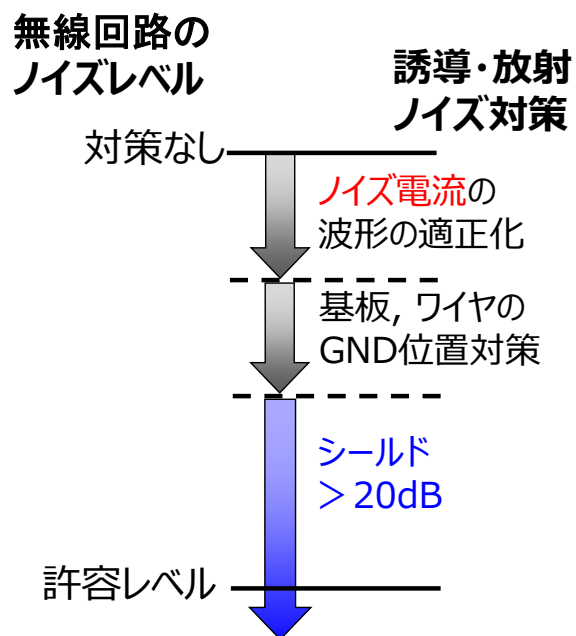 無線回路の
ノイズレベル
誘導・放射
ノイズ対策
対策なし
ノイズ電流の
波形の適正化
基板, ワイヤの
GND位置対策
シールド
＞20dB
許容レベル